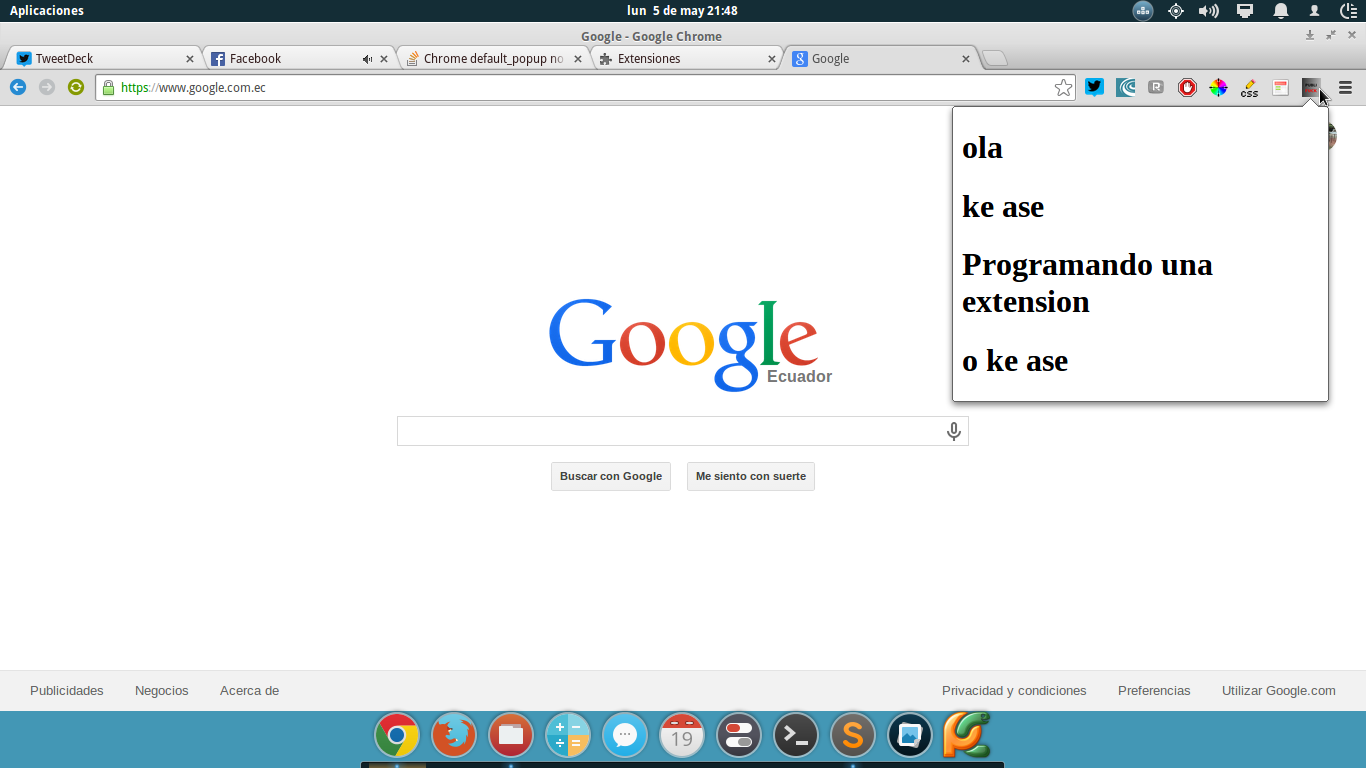 Aplicaciones
lun 5 de may 21:48
Google - Google Chrome
TweetDeck
Facebook
Chrome default_popup no
Extensiones
Google
https://www.google.com.ec
R
css
ola
ke ase
Programando una
extension
o ke ase
Google
Ecuador
Buscar con Google
Me siento con suerte
Publicidades
Negocios
Acerca de
Privacidad y condiciones
Preferencias
Utilizar Google.com
19